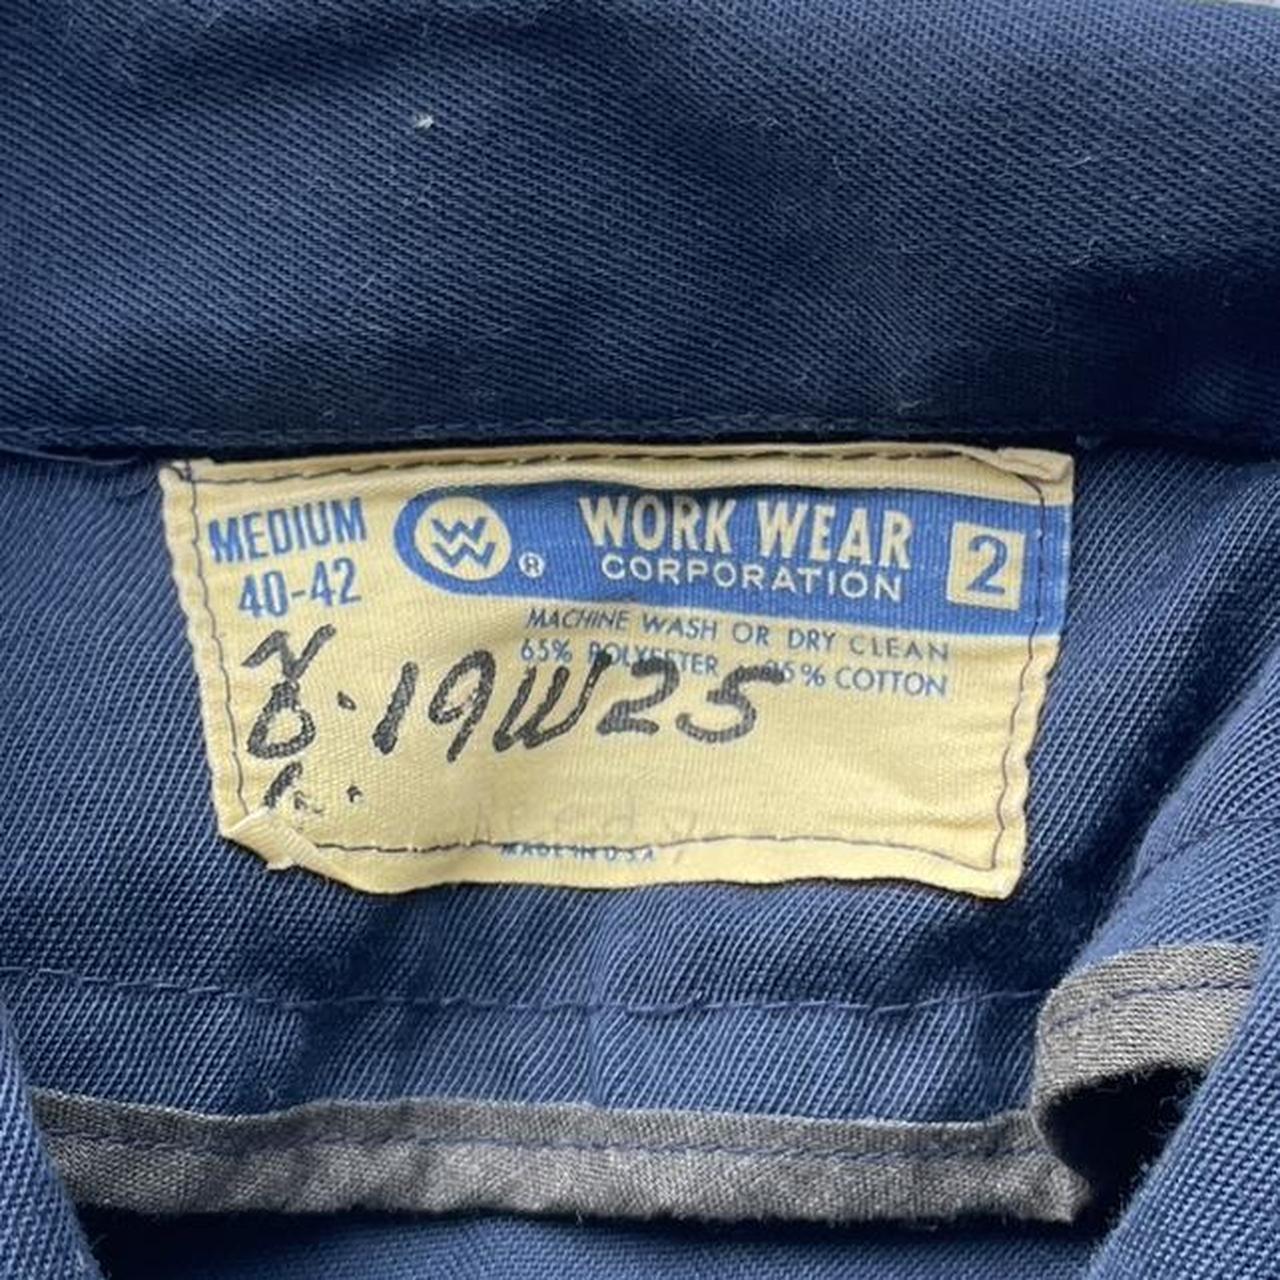 MEDIUM
40-42
W W ® WORK WEAR 2
CORPORATION
MACHINE WASH OR DRY CLEAN
65% POLYESTER 35% COTTON
19W25
MADE IN U.S.A